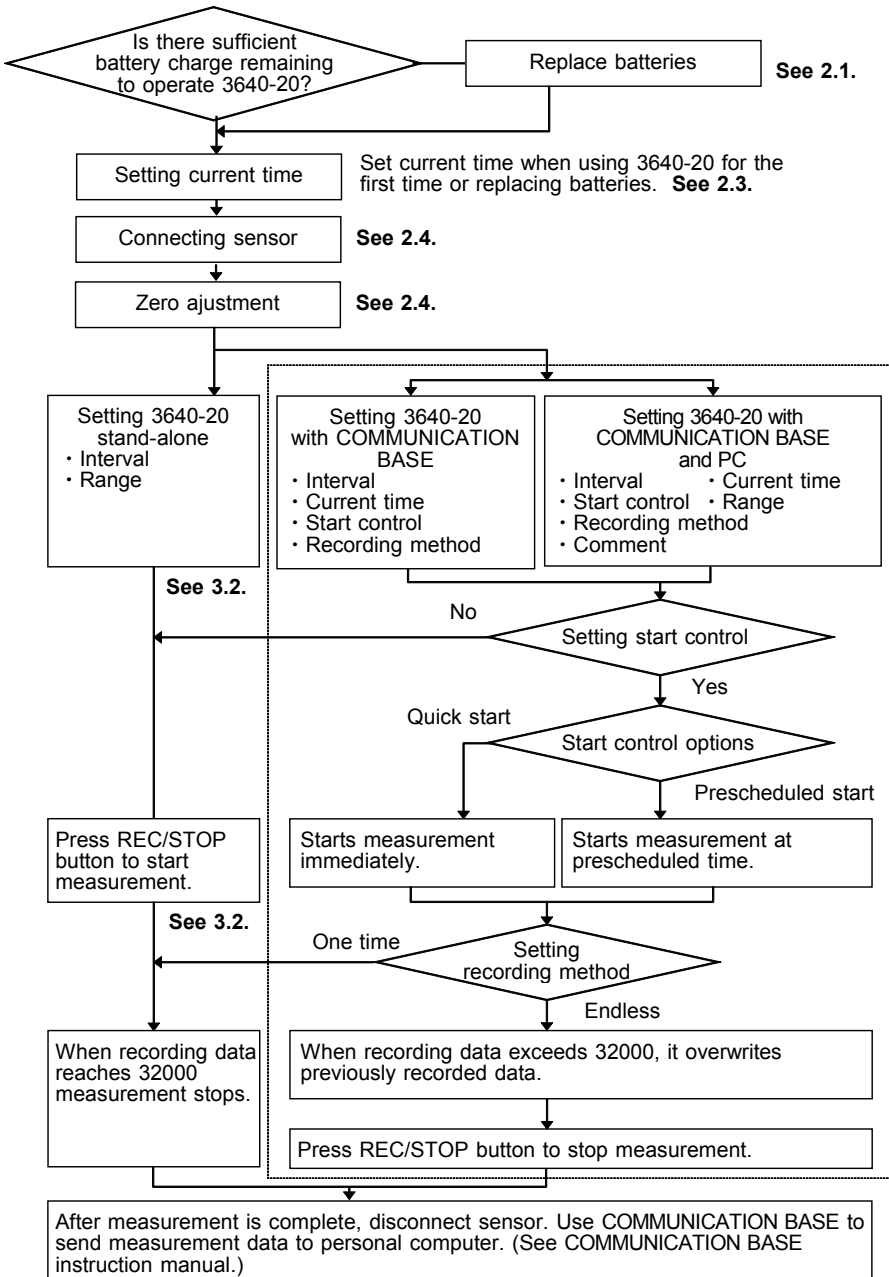 Is there sufficient
battery charge remaining
to operate 3640-20?
Replace batteries
See 2.1.
Setting current time
Set current time when using 3640-20 for the
first time or replacing batteries. See 2.3.
Connecting sensor
See 2.4.
Zero ajustment
See 2.4.
Setting 3640-20
stand-alone
・Interval
・Range
Setting 3640-20
with COMMUNICATION
BASE
・Interval
・Current time
・Start control
・Recording method
Setting 3640-20 with
COMMUNICATION BASE
and PC
・Interval ・Current time
・Start control ・Range
・Recording method
・Comment
See 3.2.
No
Setting start control
Yes
Quick start
Start control options
Prescheduled start
Press REC/STOP
button to start
measurement.
Starts measurement
immediately.
Starts measurement at
prescheduled time.
See 3.2.
One time
Setting
recording method
Endless
When recording data
reaches 32000
measurement stops.
When recording data exceeds 32000, it overwrites
previously recorded data.
Press REC/STOP button to stop measurement.
After measurement is complete, disconnect sensor. Use COMMUNICATION BASE to
send measurement data to personal computer. (See COMMUNICATION BASE
instruction manual.)